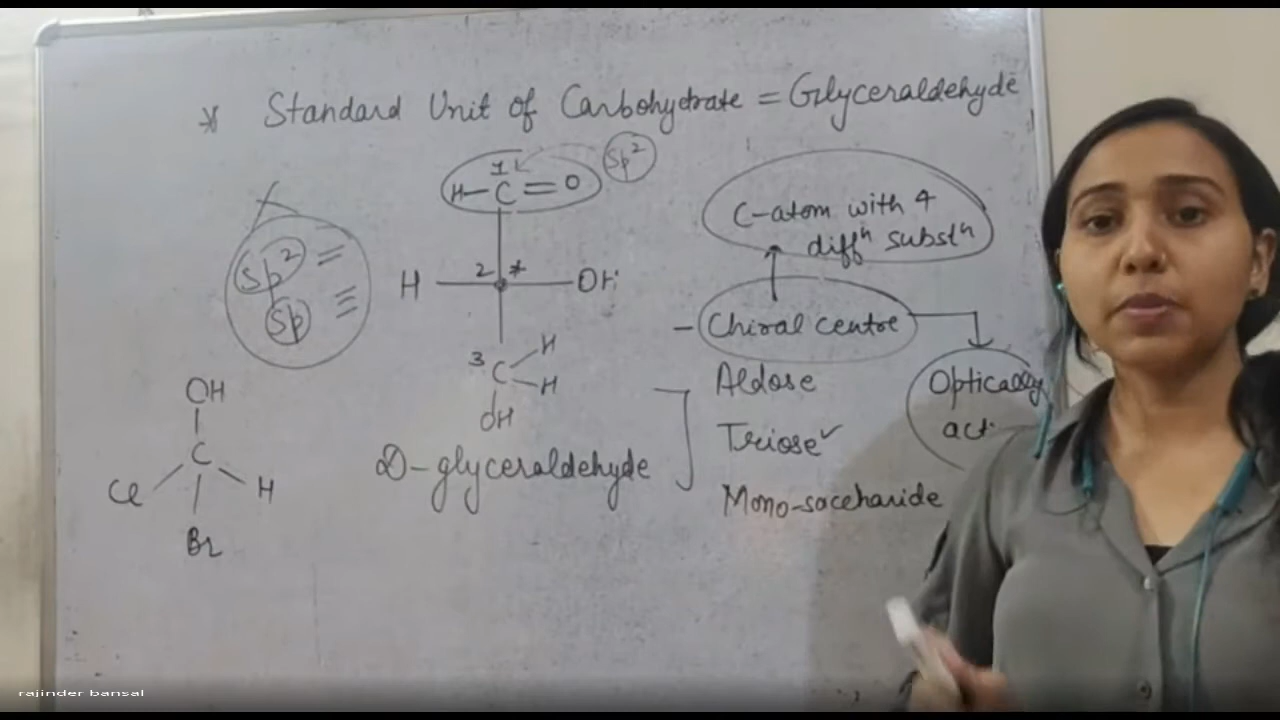 * Standard Unit of Carbohydrate = Glyceraldehyde
1
Sp²
H-C=O
Sp² =
Sp ≡
H 2 * OH
3 C H
H
OH
D-glyceraldehyde
OH
C
Cl H
Br
C-atom with 4
diffⁿ substⁿ
- Chiral centre
Aldose
Triose ✓
Mono-saccharide
Optically
act
rajinder bansal